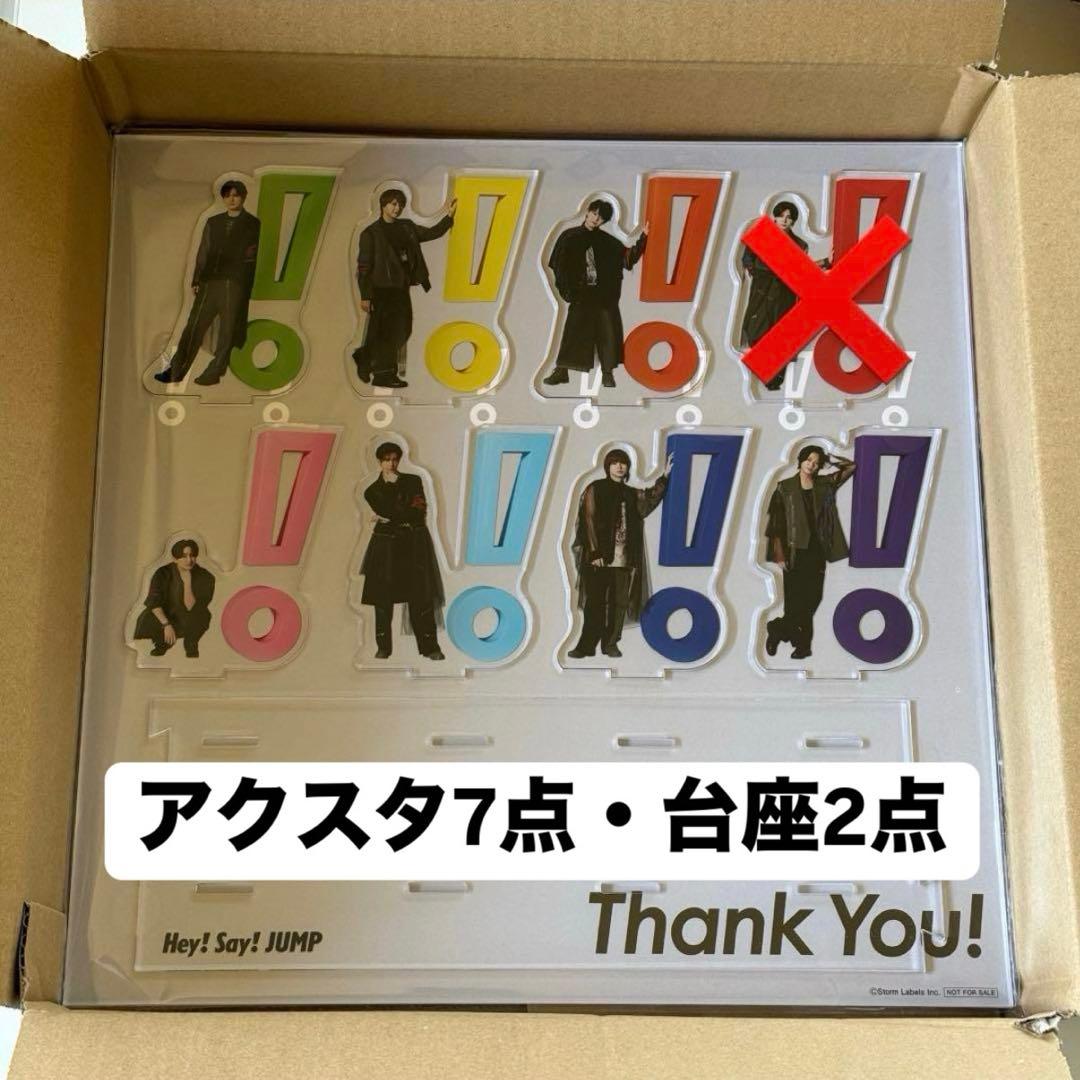 アクスタ7点・台座2点
Hey! Say! JUMP
Thank You!
©Storm Labels Inc. NOT FOR SALE